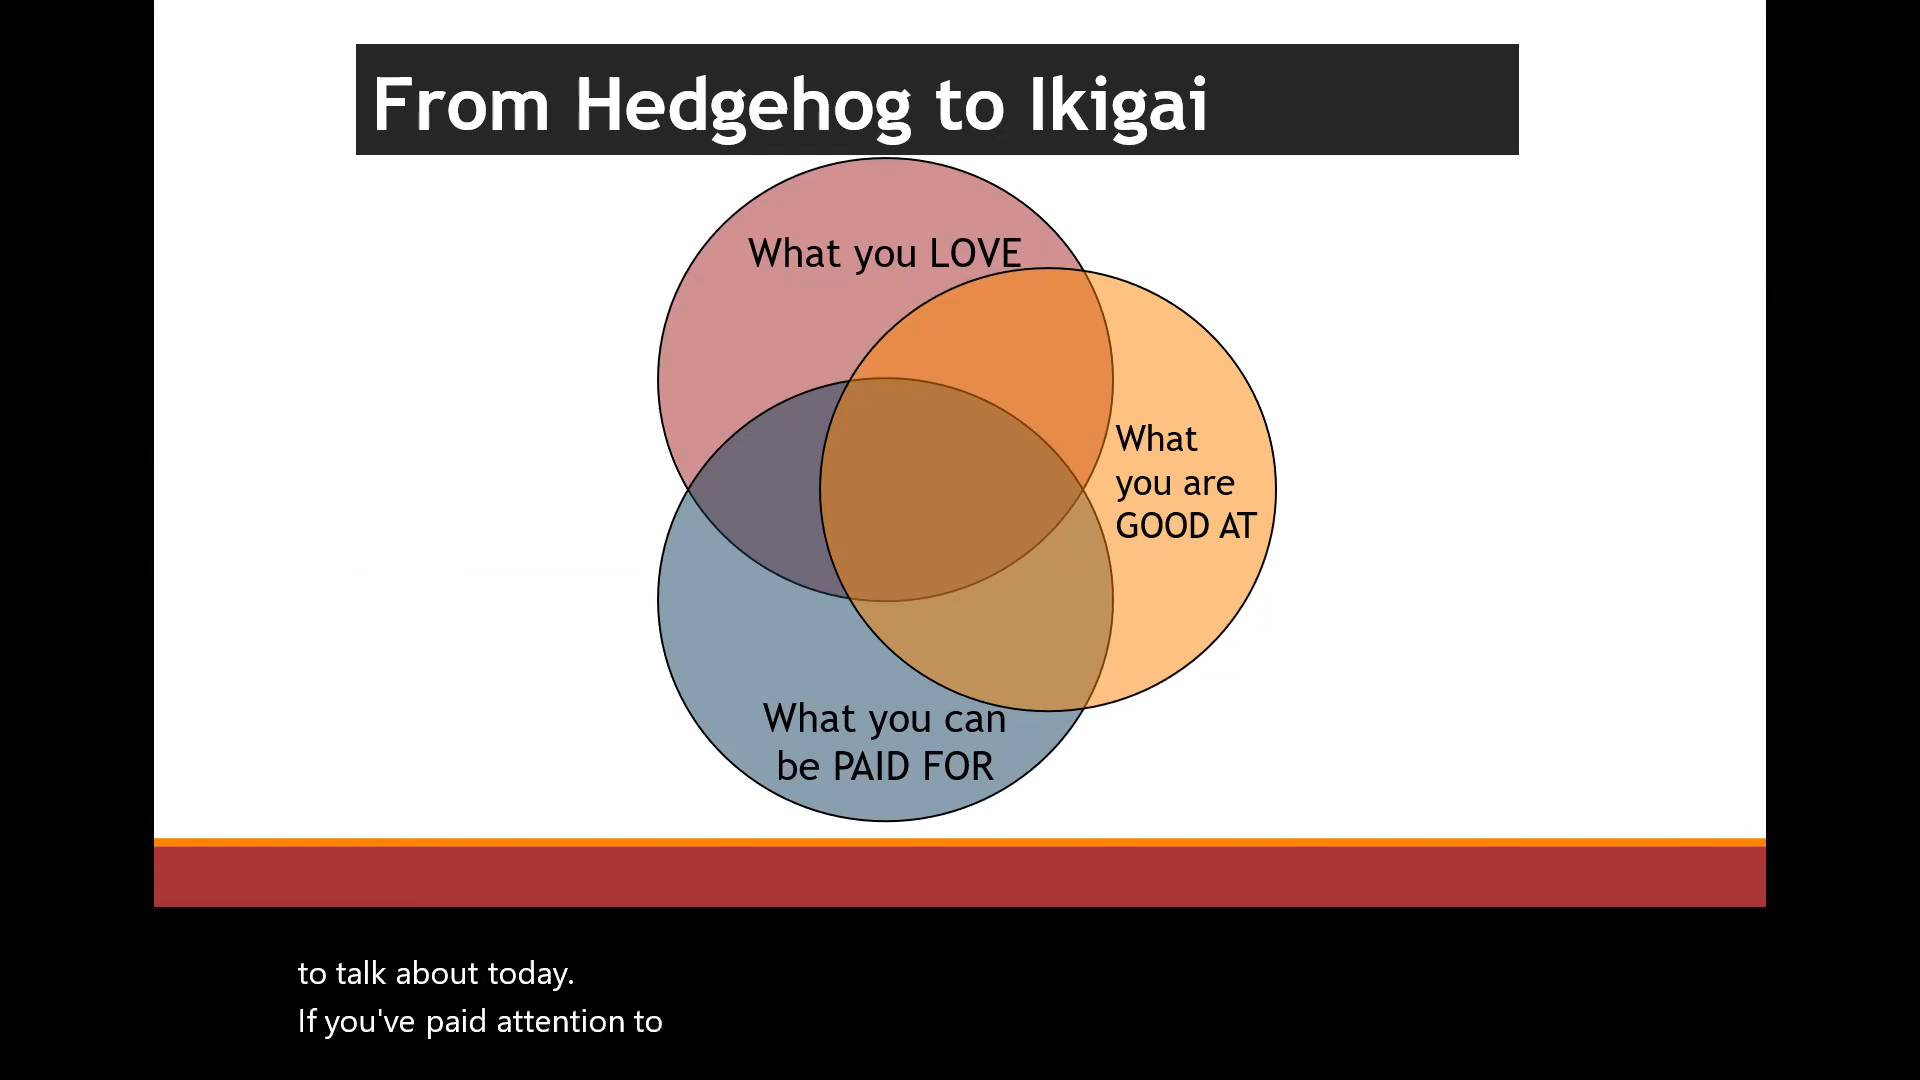 From Hedgehog to Ikigai
What you LOVE
What
you are
GOOD AT
What you can
be PAID FOR
to talk about today.
If you've paid attention to